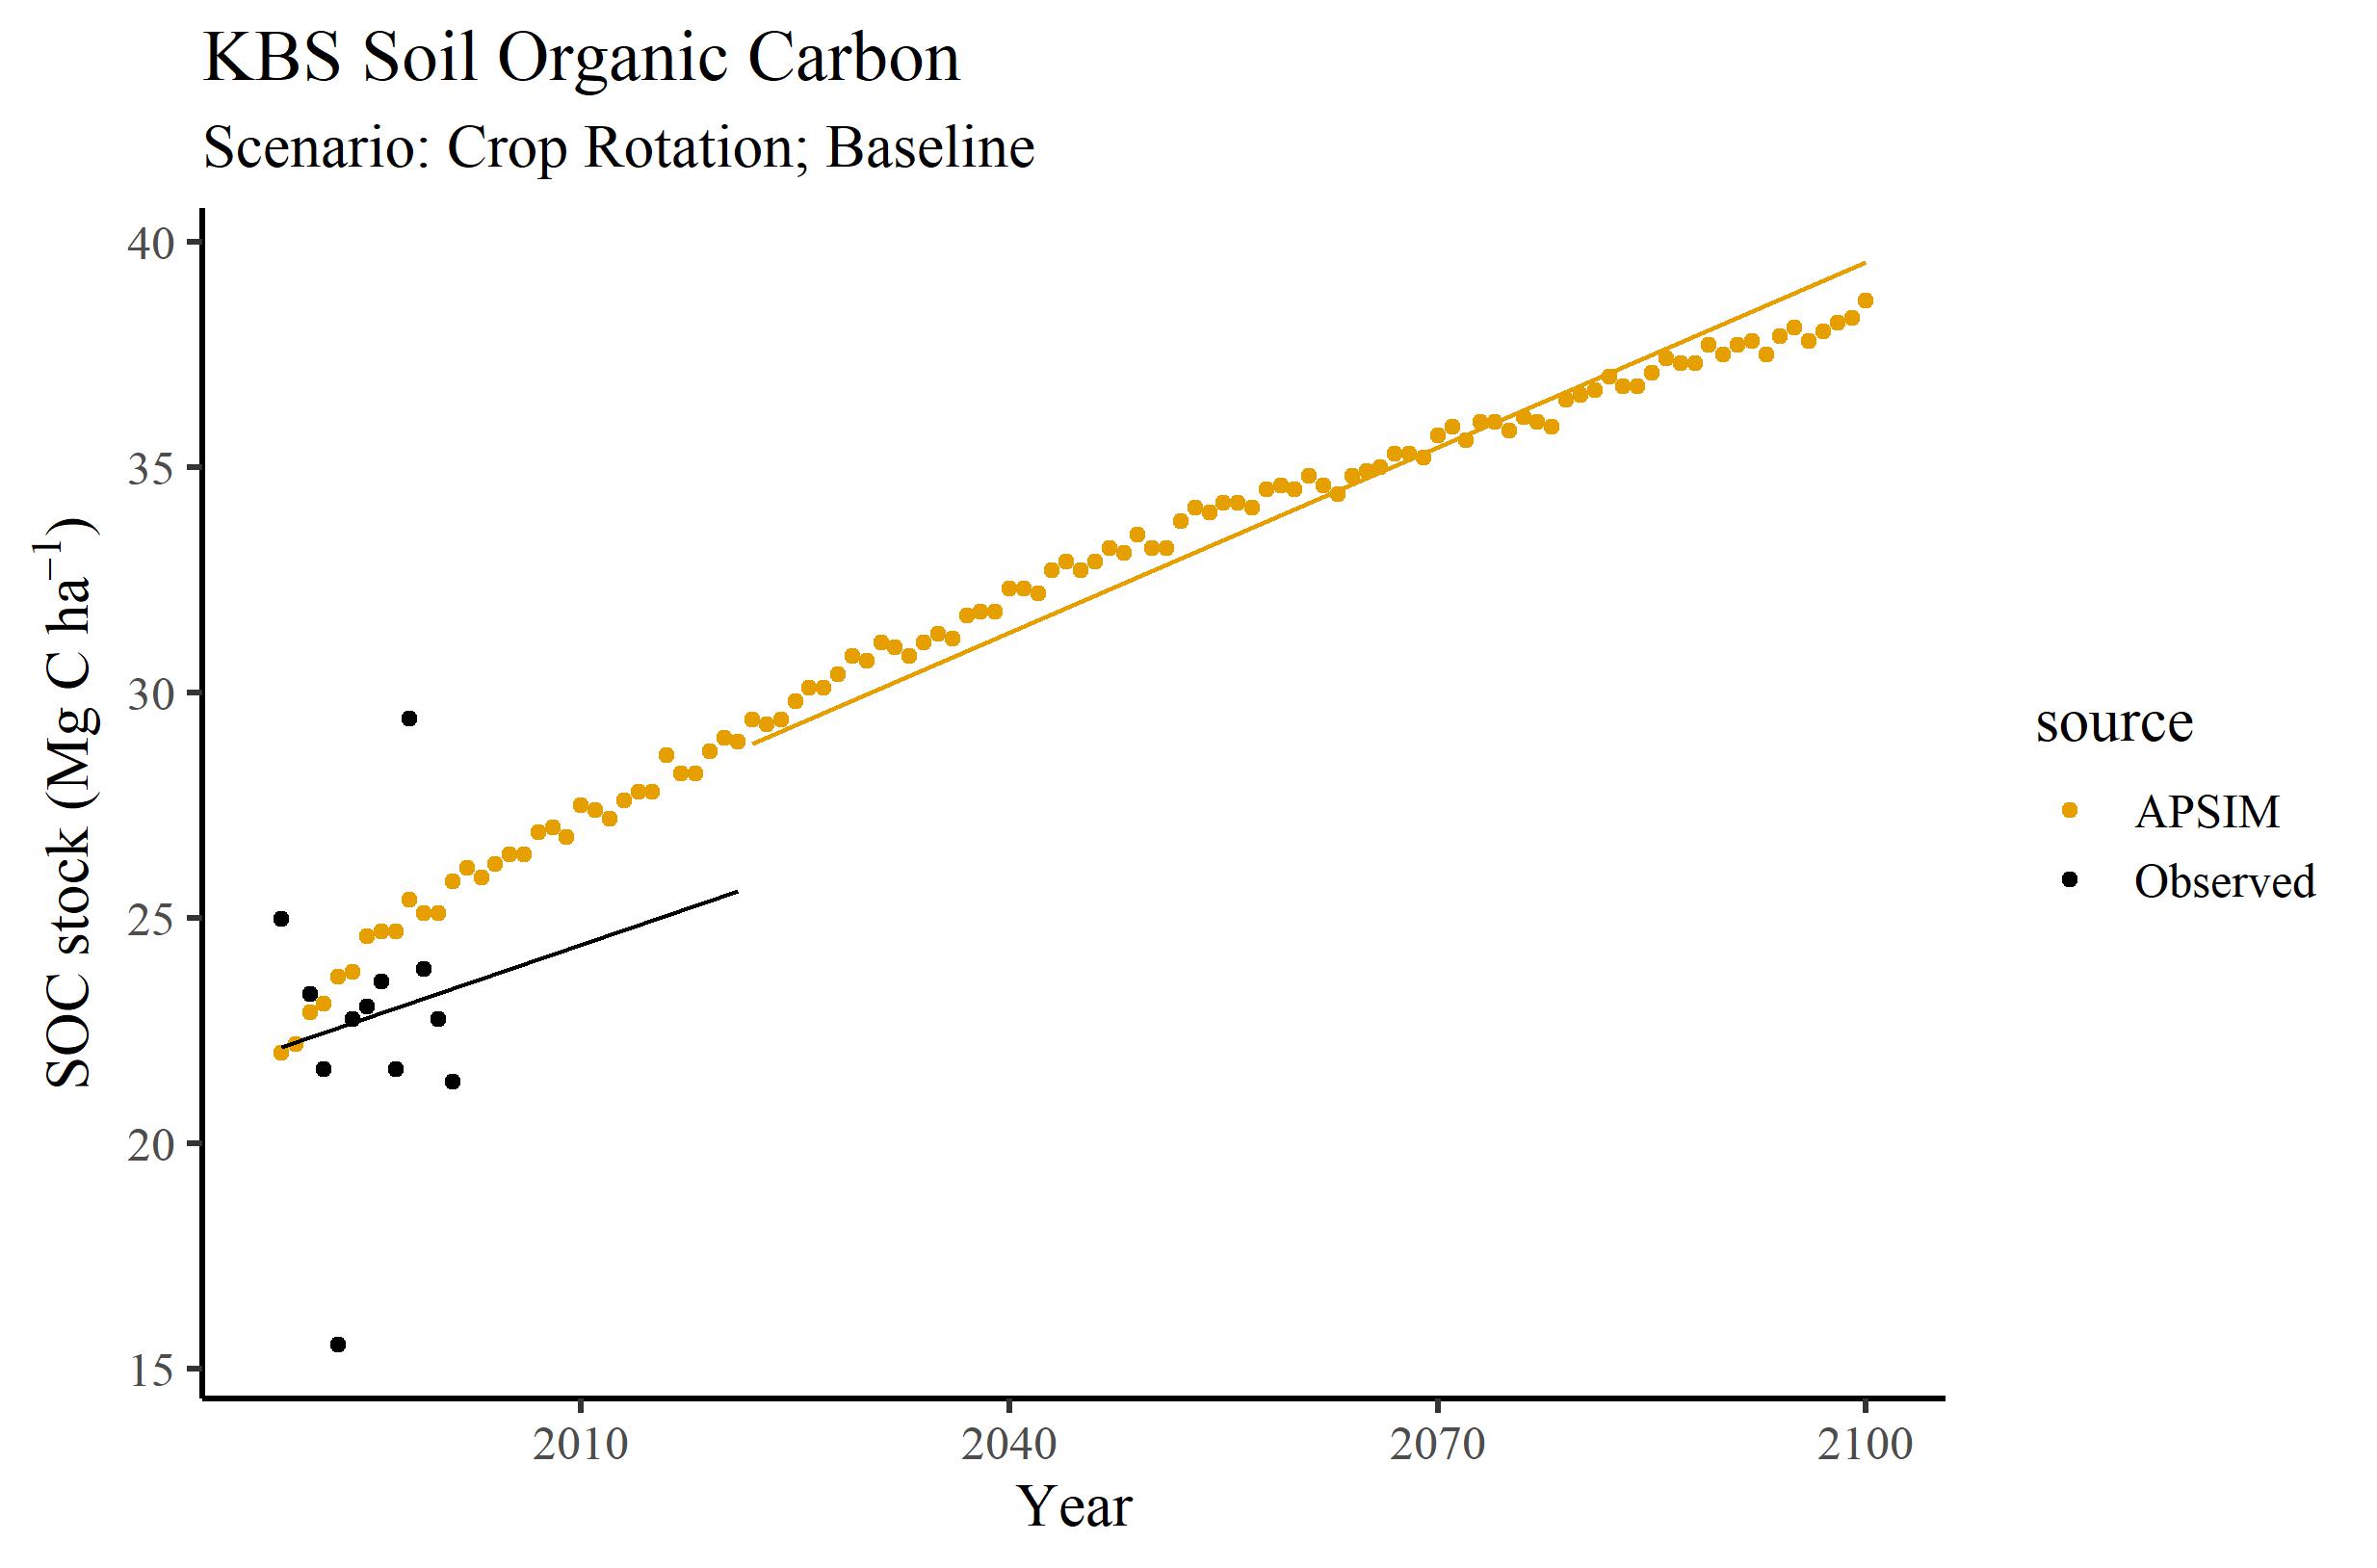 KBS Soil Organic Carbon
Scenario: Crop Rotation; Baseline
SOC stock (Mg C ha⁻¹)
40
35
30
25
20
15
2010
2040
2070
2100
Year
source
APSIM
Observed